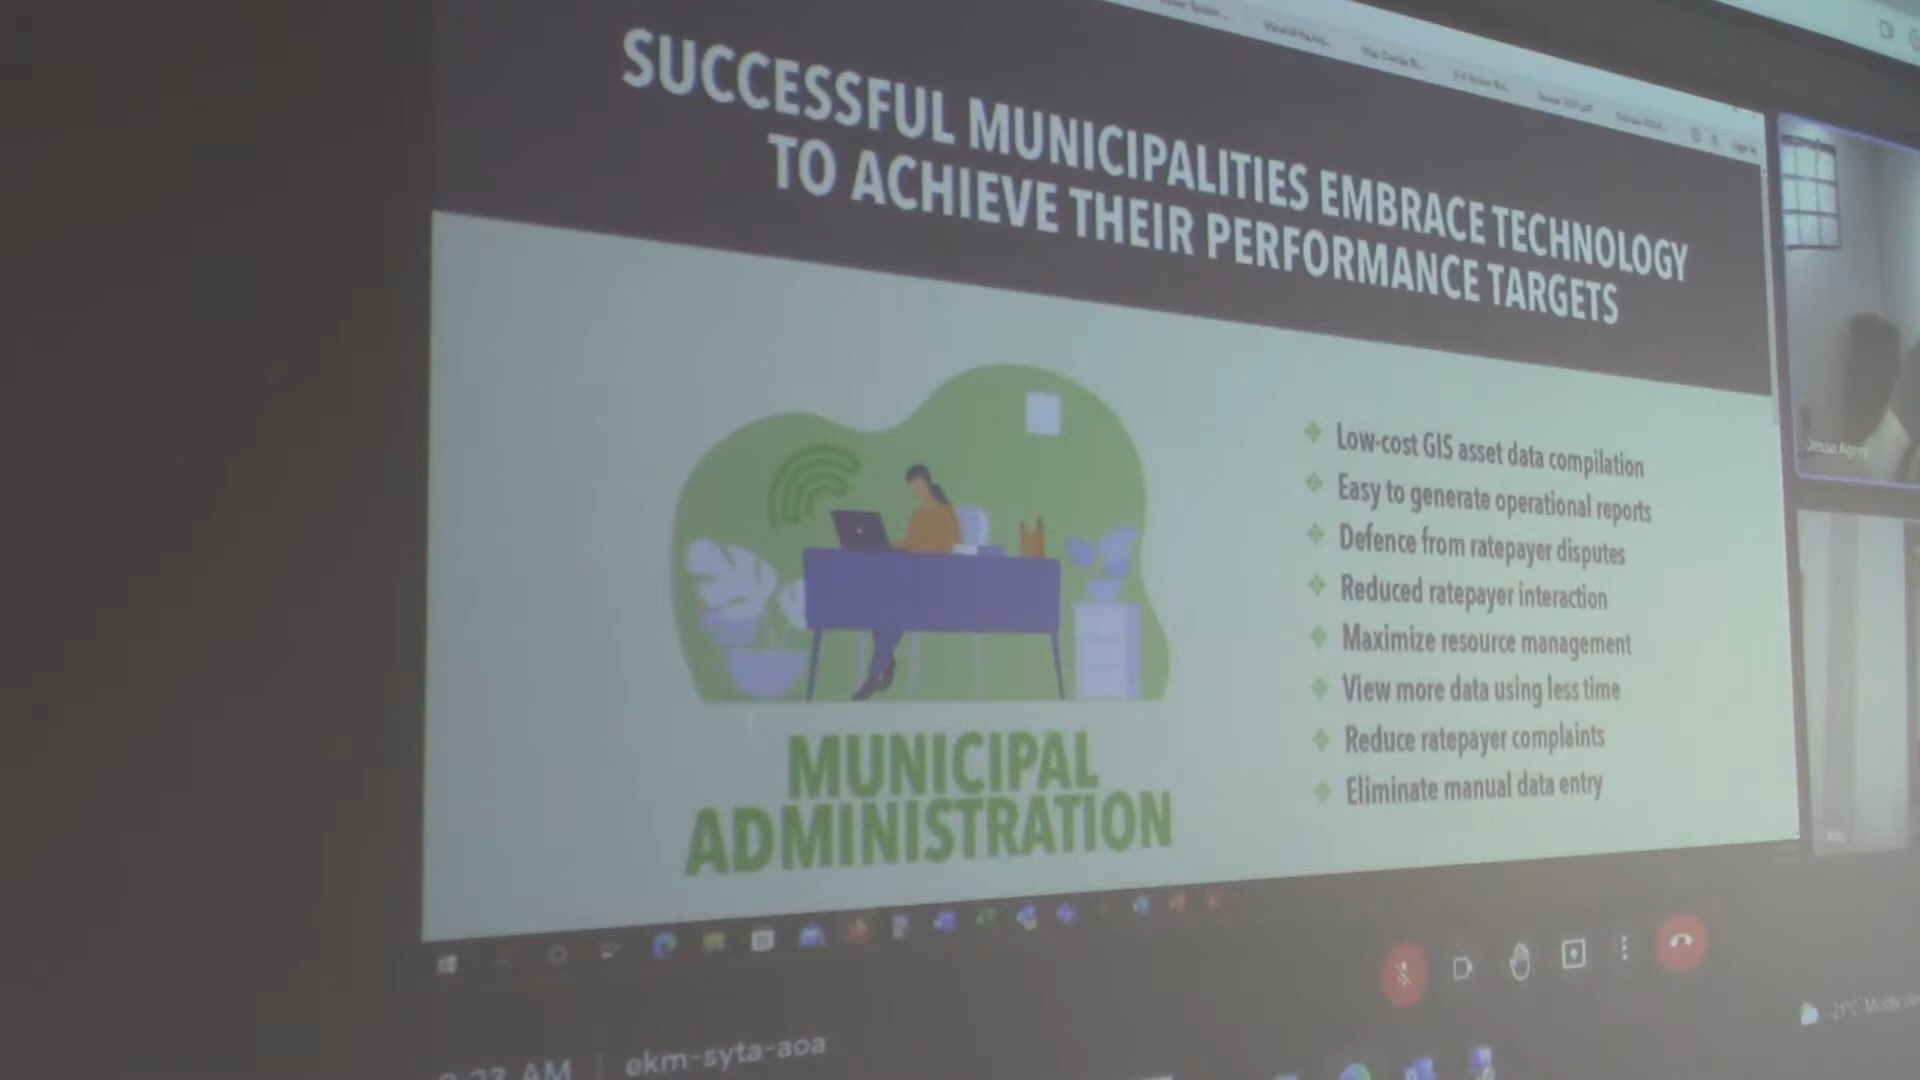 SUCCESSFUL MUNICIPALITIES EMBRACE TECHNOLOGY
TO ACHIEVE THEIR PERFORMANCE TARGETS
Low-cost GIS asset data compilation
Easy to generate operational reports
Defence from ratepayer disputes
Reduced ratepayer interaction
Maximize resource management
View more data using less time
Reduce ratepayer complaints
Eliminate manual data entry
MUNICIPAL
ADMINISTRATION
AM | ekm-syta-aoa